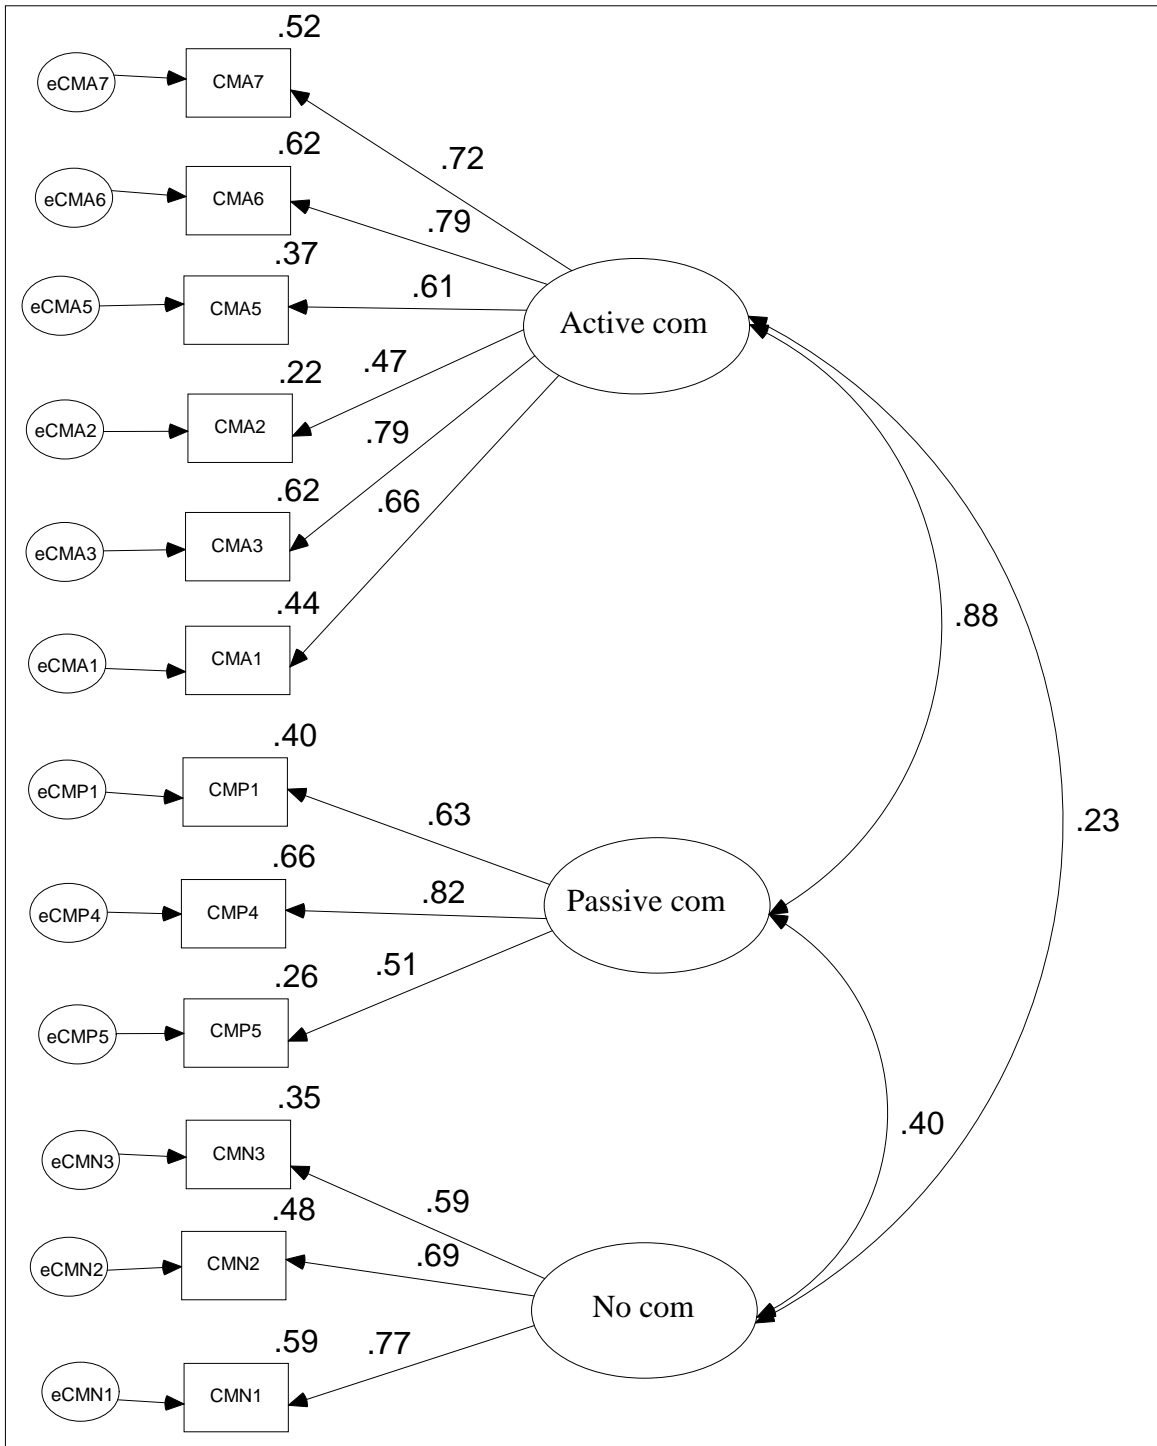 .52
eCMA7
CMA7
.72
.62
eCMA6
CMA6
.79
.37
eCMA5
CMA5
.61
Active com
.22
.47
eCMA2
CMA2
.79
.62
eCMA3
CMA3
.66
.44
eCMA1
CMA1
.88
.40
eCMP1
CMP1
.63
.23
.66
eCMP4
CMP4
.82
Passive com
.26
.51
eCMP5
CMP5
.35
eCMN3
CMN3
.40
.59
.48
eCMN2
CMN2
.69
No com
.59
.77
eCMN1
CMN1